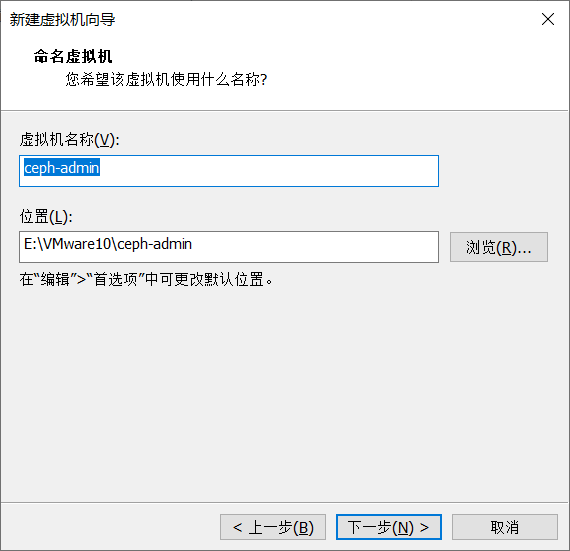 新建虚拟机向导
命名虚拟机
您希望该虚拟机使用什么名称?
虚拟机名称(V):
ceph-admin
位置(L):
E:\VMware10\ceph-admin
浏览(R)...
在“编辑”>“首选项”中可更改默认位置。
< 上一步(B)
下一步(N) >
取消